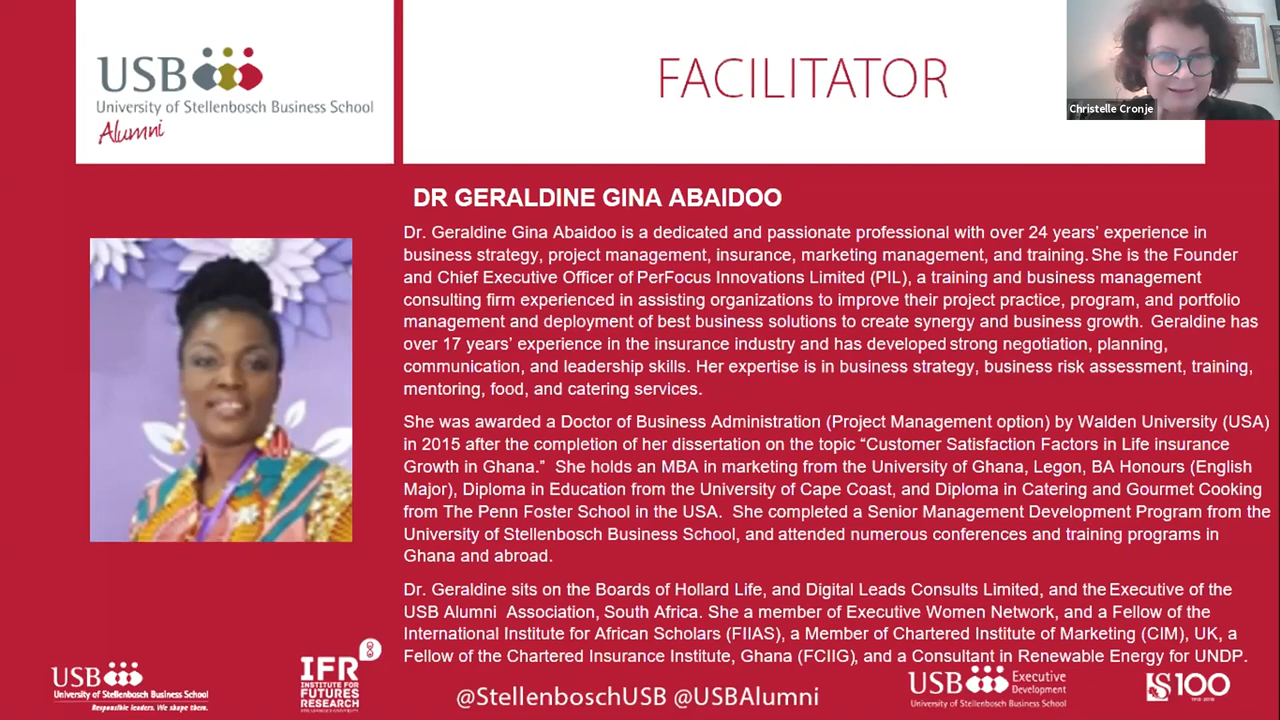 USB
University of Stellenbosch Business School
Alumni
FACILITATOR
Christelle Cronje
DR GERALDINE GINA ABAIDOO
Dr. Geraldine Gina Abaidoo is a dedicated and passionate professional with over 24 years’ experience in
business strategy, project management, insurance, marketing management, and training. She is the Founder
and Chief Executive Officer of PerFocus Innovations Limited (PIL), a training and business management
consulting firm experienced in assisting organizations to improve their project practice, program, and portfolio
management and deployment of best business solutions to create synergy and business growth. Geraldine has
over 17 years’ experience in the insurance industry and has developed strong negotiation, planning,
communication, and leadership skills. Her expertise is in business strategy, business risk assessment, training,
mentoring, food, and catering services.
She was awarded a Doctor of Business Administration (Project Management option) by Walden University (USA)
in 2015 after the completion of her dissertation on the topic “Customer Satisfaction Factors in Life insurance
Growth in Ghana.” She holds an MBA in marketing from the University of Ghana, Legon, BA Honours (English
Major), Diploma in Education from the University of Cape Coast, and Diploma in Catering and Gourmet Cooking
from The Penn Foster School in the USA. She completed a Senior Management Development Program from the
University of Stellenbosch Business School, and attended numerous conferences and training programs in
Ghana and abroad.
Dr. Geraldine sits on the Boards of Hollard Life, and Digital Leads Consults Limited, and the Executive of the
USB Alumni Association, South Africa. She a member of Executive Women Network, and a Fellow of the
International Institute for African Scholars (FIIAS), a Member of Chartered Institute of Marketing (CIM), UK, a
Fellow of the Chartered Insurance Institute, Ghana (FCIIG), and a Consultant in Renewable Energy for UNDP.
USB
University of Stellenbosch Business School
Responsible leaders. We shape them.
IFR
INSTITUTE FOR
FUTURES
RESEARCH
@StellenboschUSB @USBAlumni
USB Executive
Development
University of Stellenbosch Business School
US 100